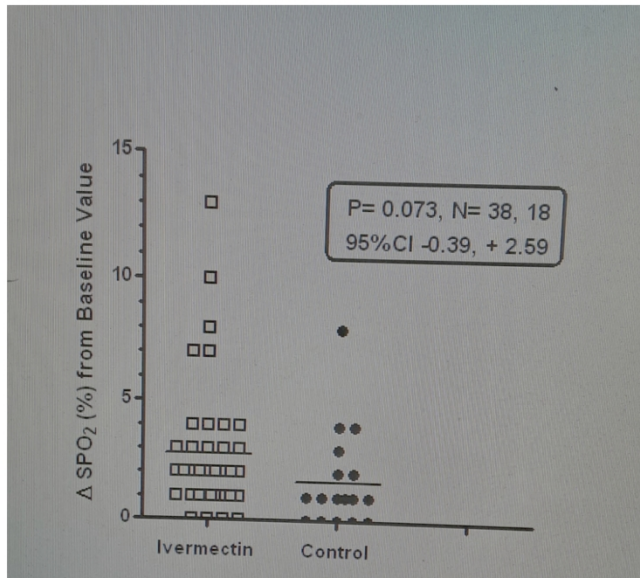 Δ SPO₂ (%) from Baseline Value
15
10
5
0
P= 0.073, N= 38, 18
95%CI -0.39, + 2.59
Ivermectin
Control